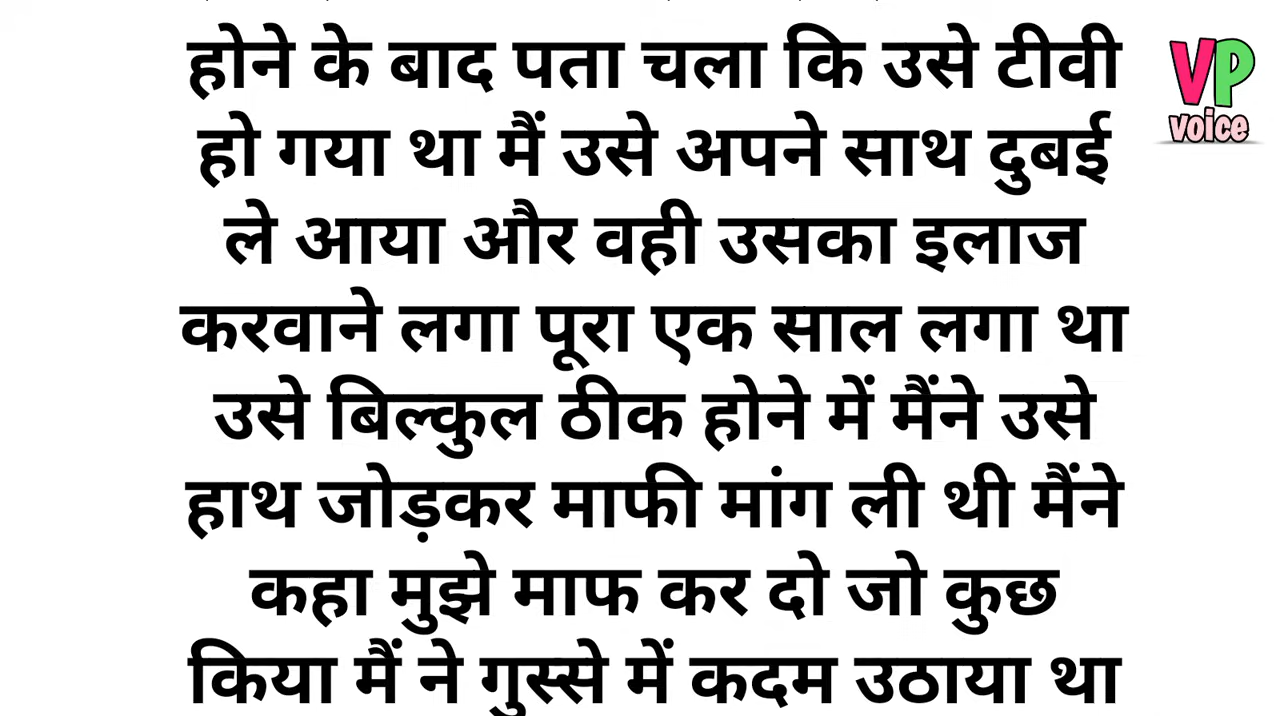 होने के बाद पता चला कि उसे टीवी
हो गया था मैं उसे अपने साथ दुबई
ले आया और वही उसका इलाज
करवाने लगा पूरा एक साल लगा था
उसे बिल्कुल ठीक होने में मैंने उसे
हाथ जोड़कर माफी मांग ली थी मैंने
कहा मुझे माफ कर दो जो कुछ
किया मैं ने गुस्से में कदम उठाया था
VP
voice